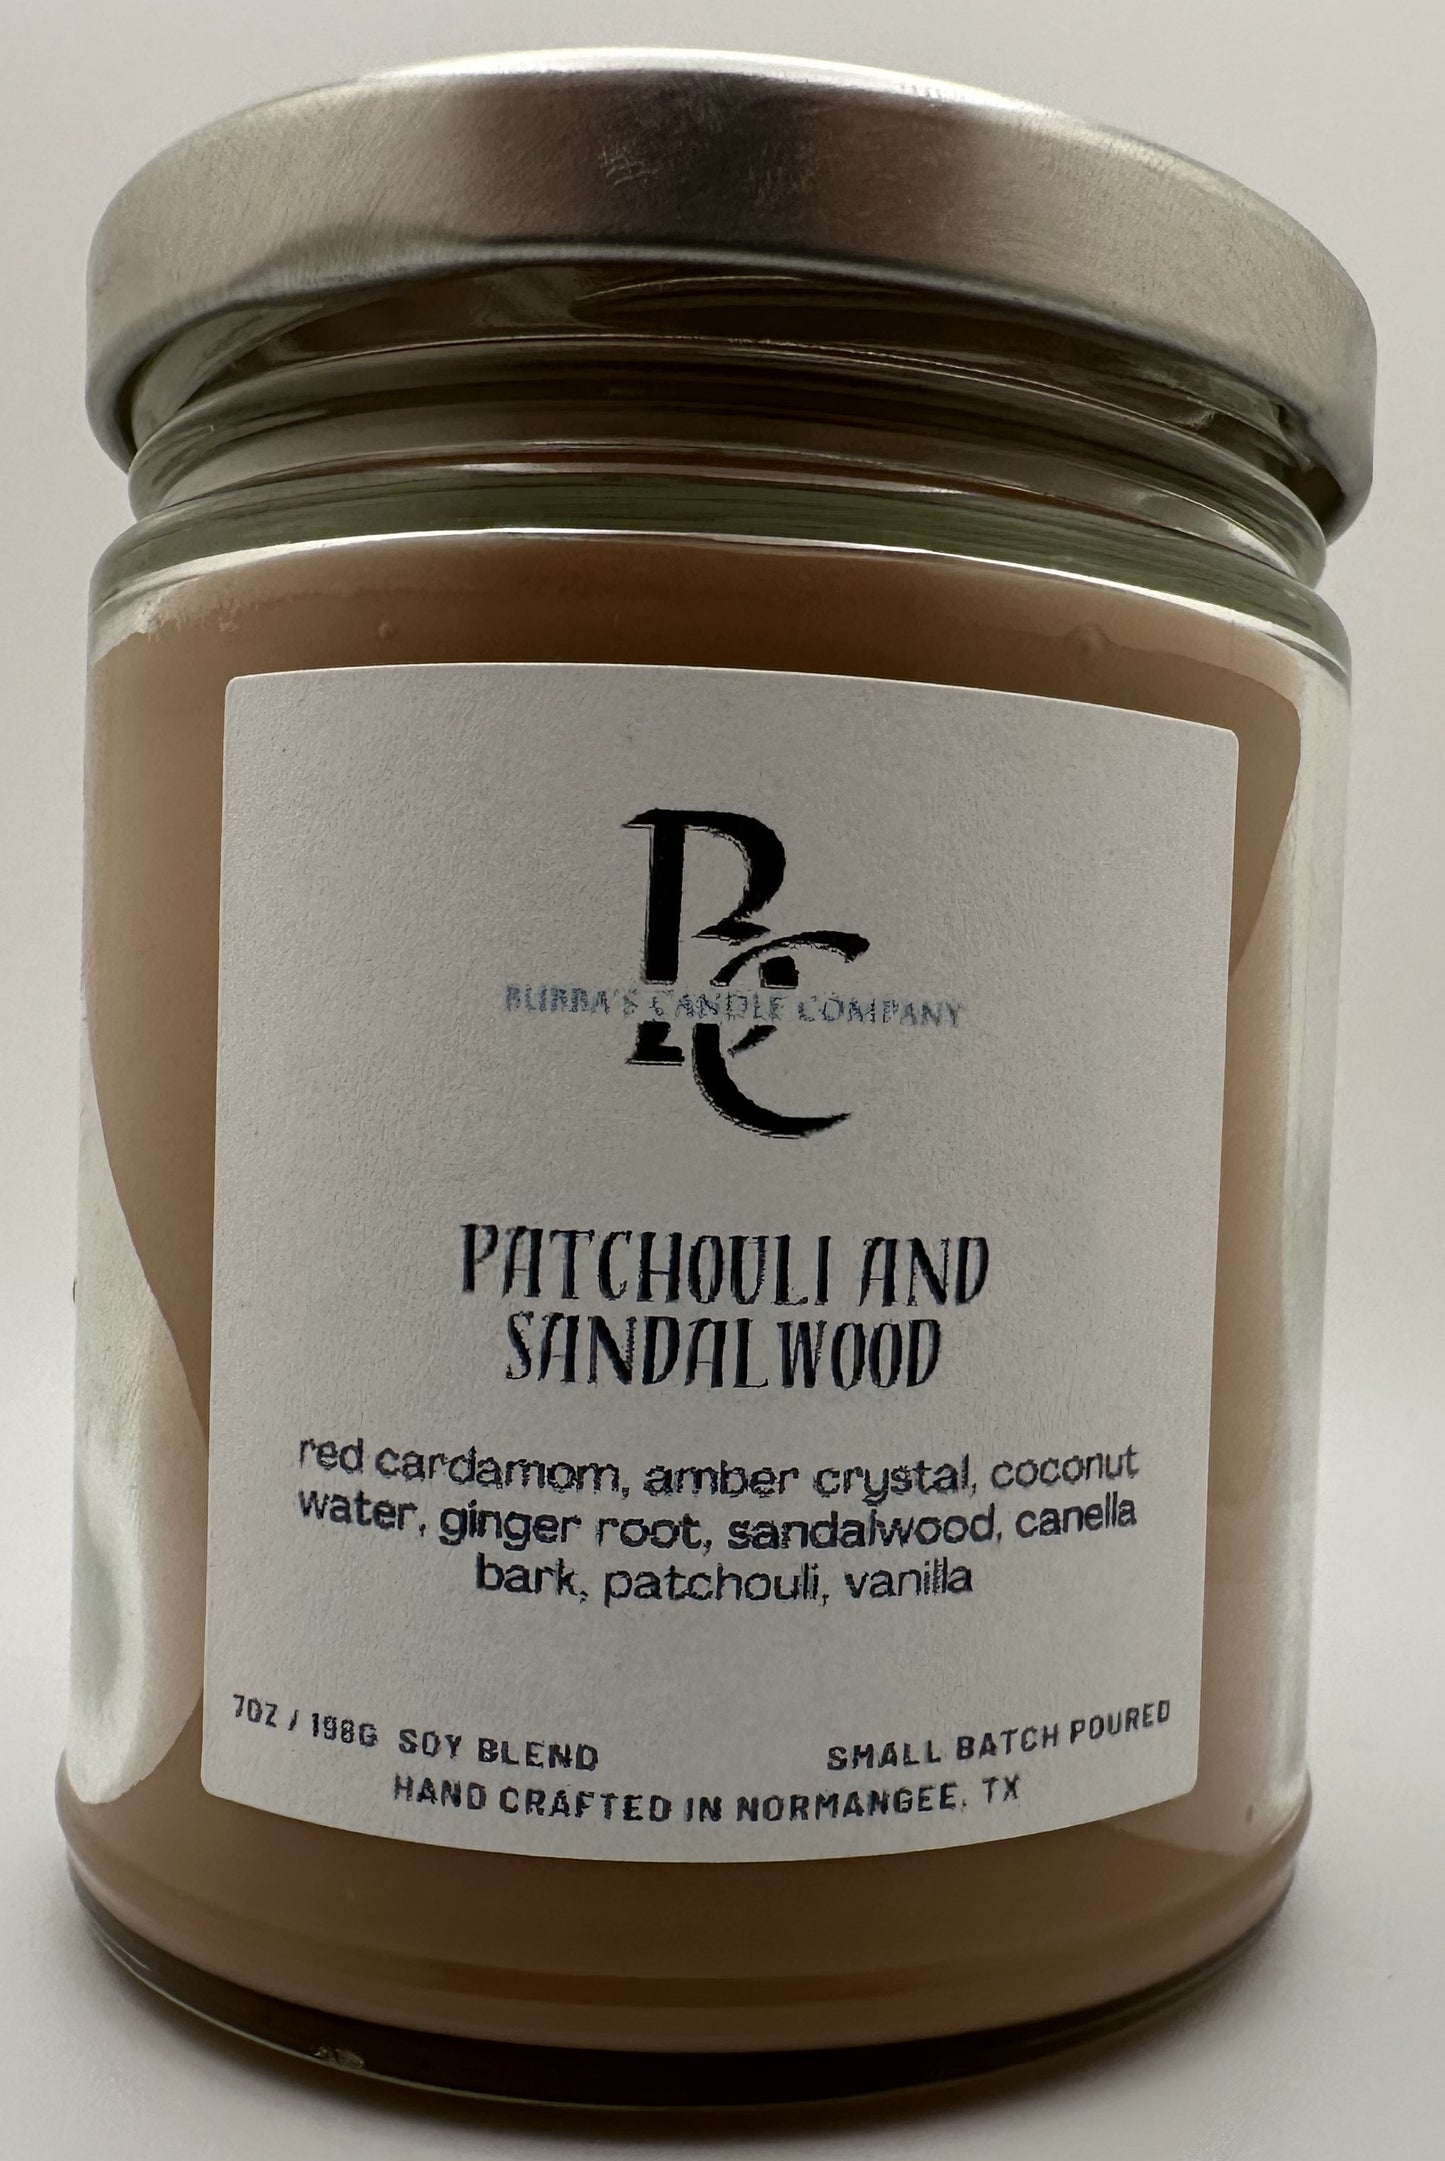 BC
BUBBA'S CANDLE COMPANY
PATCHOULI AND
SANDALWOOD
red cardamom, amber crystal, coconut
water, ginger root, sandalwood, canella
bark, patchouli, vanilla
7OZ / 198G SOY BLEND SMALL BATCH POURED
HAND CRAFTED IN NORMANGEE, TX